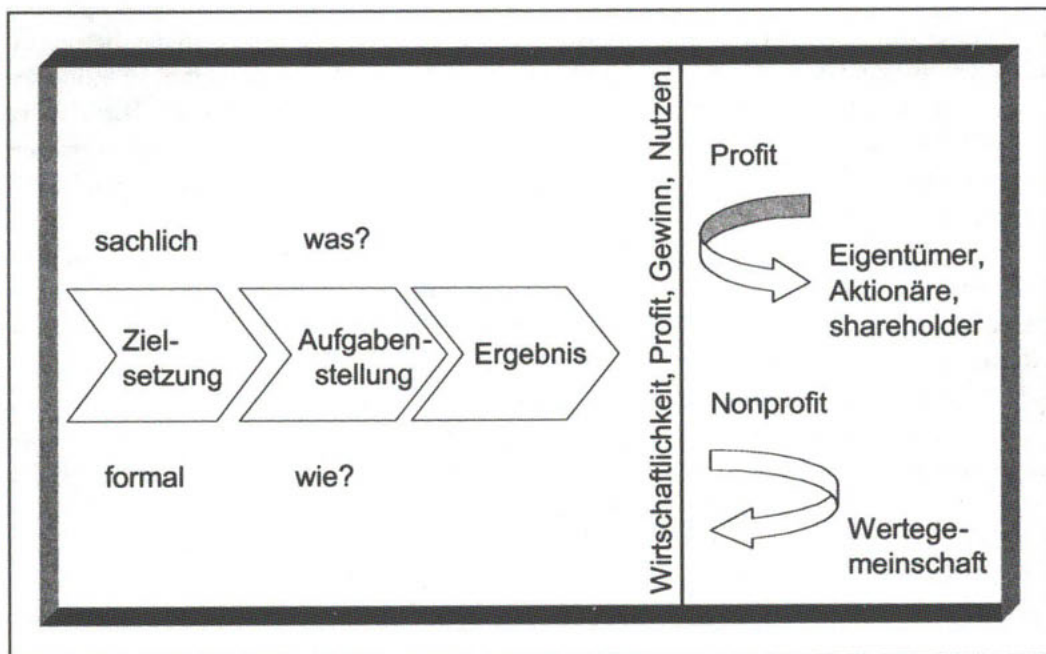 sachlich
was?
Ziel-
setzung
Aufgaben-
stellung
Ergebnis
formal
wie?
Wirtschaftlichkeit, Profit, Gewinn, Nutzen
Profit
Eigentümer,
Aktionäre,
shareholder
Nonprofit
Wertege-
meinschaft